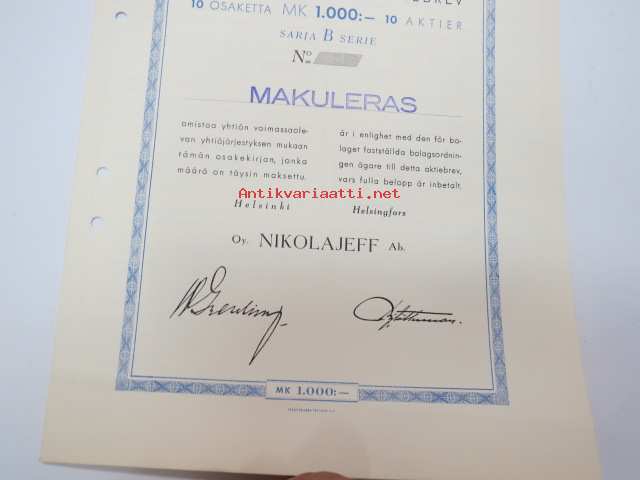 10 OSAKETTA MK 1.000:— 10 AKTIER
SARJA B SERIE
No
MAKULERAS
omistaa yhtiön voimassaole-
van yhtiöjärjestyksen mukaan
tämän osakekirjan, jonka
määrä on täysin maksettu.
Helsinki
är i enlighet med den för bo-
laget fastställda bolagsordnin-
gen ägare till detta aktiebrev,
vars fulla belopp är inbetalt.
Helsingfors
Antikvariaatti.net
Oy. NIKOLAJEFF Ab.
MK 1.000:—